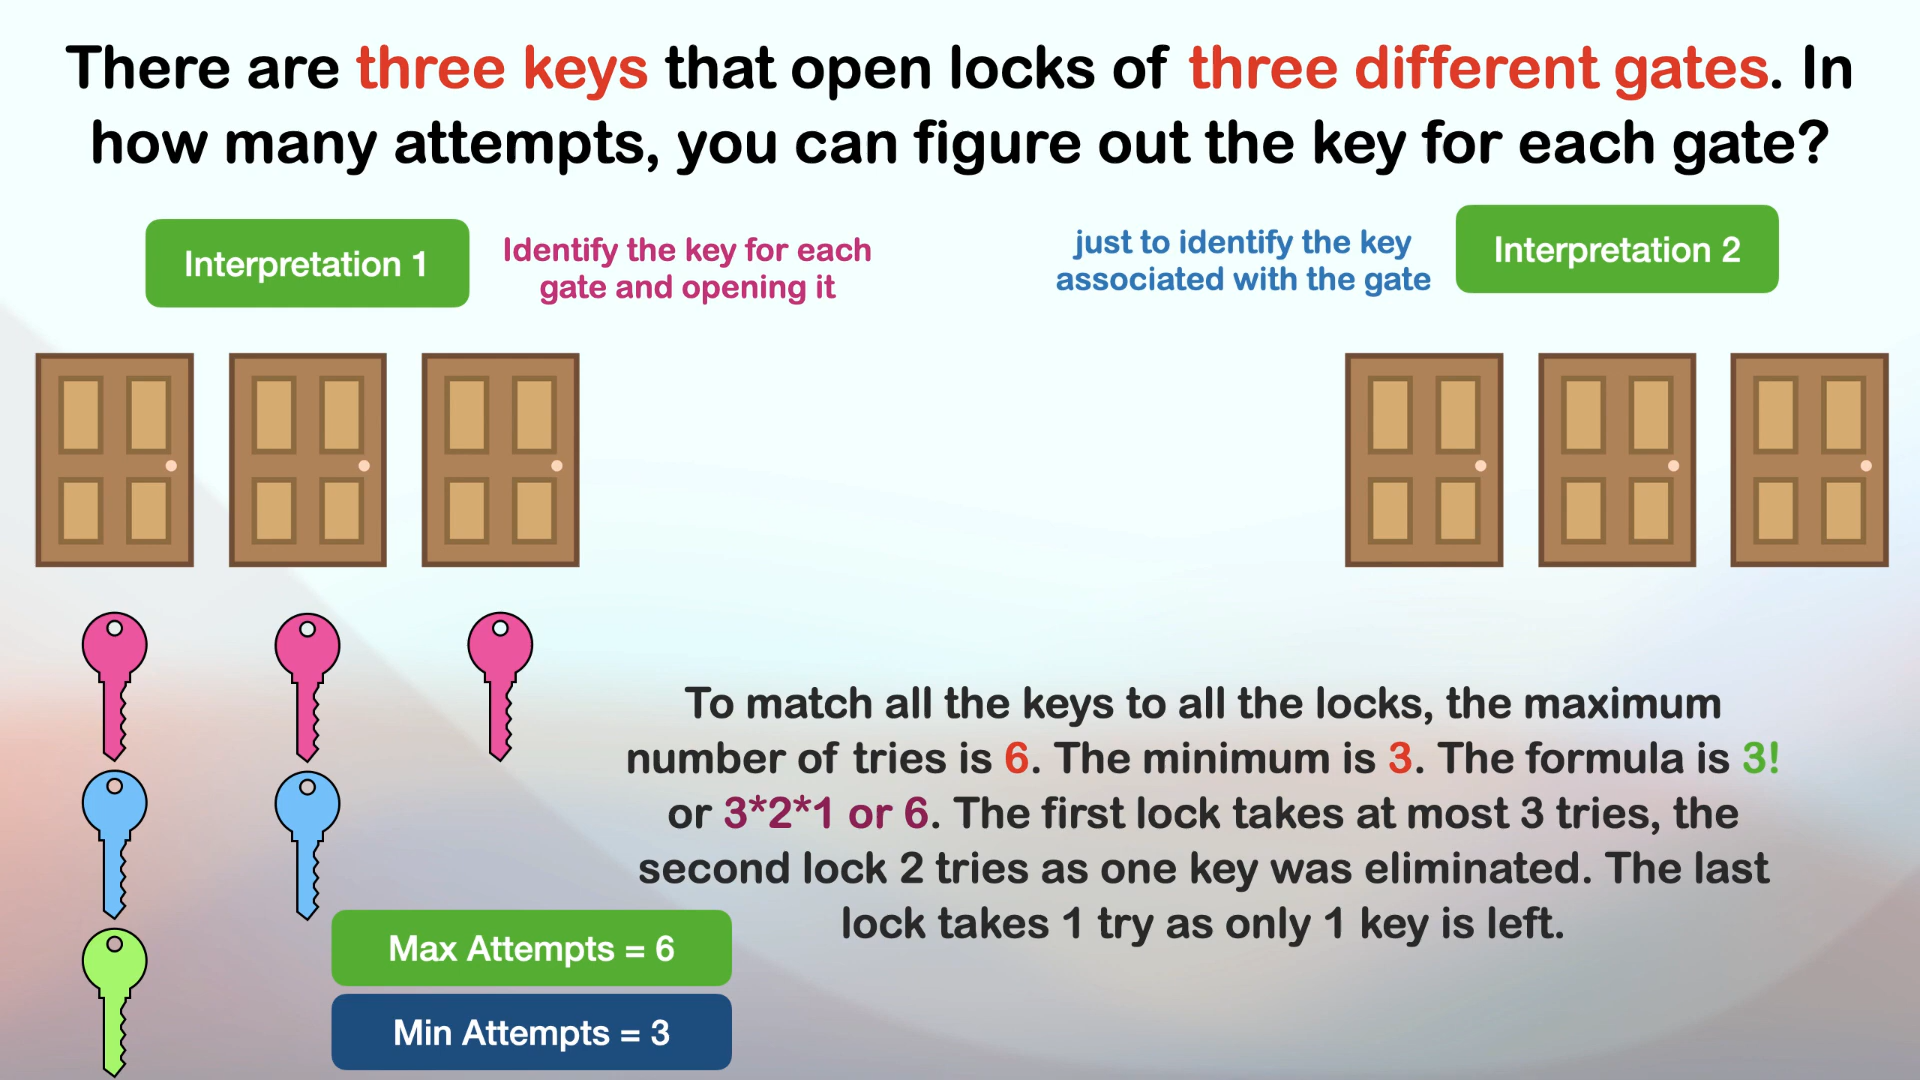 There are three keys that open locks of three different gates. In
how many attempts, you can figure out the key for each gate?
Interpretation 1
Identify the key for each
gate and opening it
just to identify the key
associated with the gate
Interpretation 2
To match all the keys to all the locks, the maximum
number of tries is 6. The minimum is 3. The formula is 3!
or 3*2*1 or 6. The first lock takes at most 3 tries, the
second lock 2 tries as one key was eliminated. The last
lock takes 1 try as only 1 key is left.
Max Attempts = 6
Min Attempts = 3